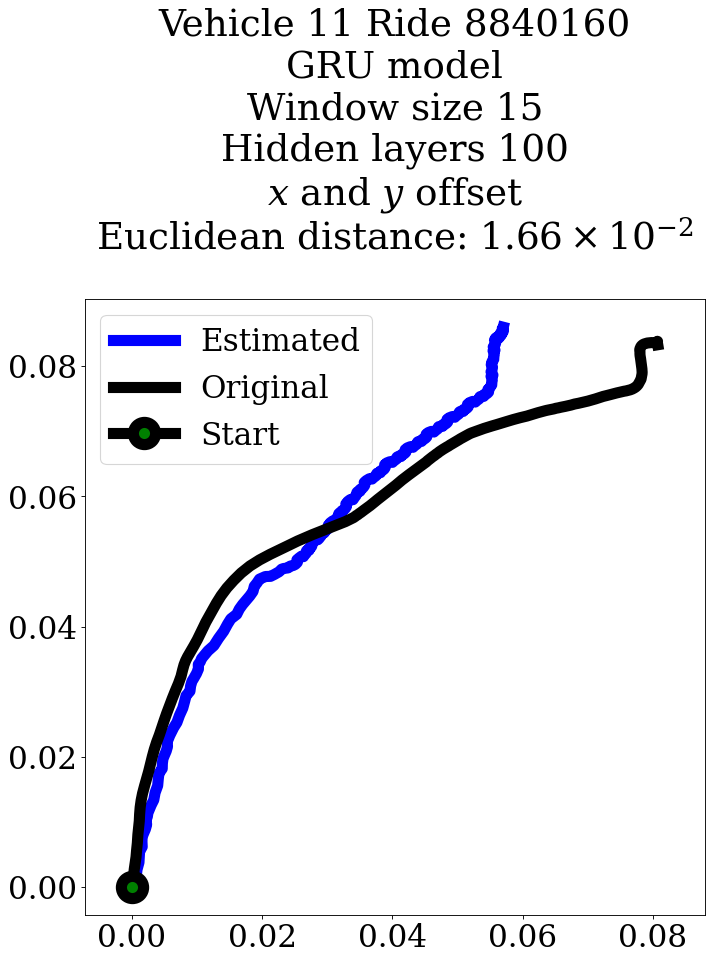 Vehicle 11 Ride 8840160
GRU model
Window size 15
Hidden layers 100
x and y offset
Euclidean distance: 1.66 × 10⁻²
Estimated
Original
Start
0.08
0.06
0.04
0.02
0.00
0.00 0.02 0.04 0.06 0.08